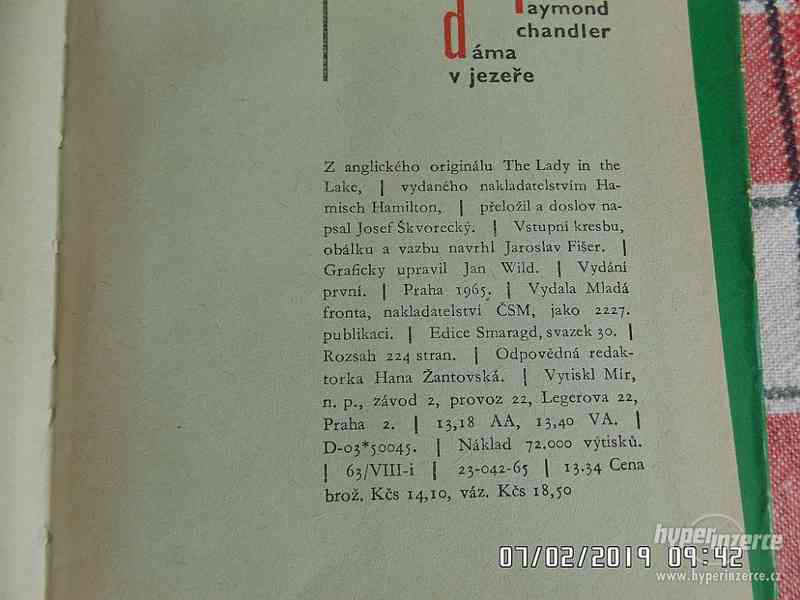 raymond
chandler
dáma
v jezeře
Z anglického originálu The Lady in the
Lake, | vydaného nakladatelstvím Ha-
misch Hamilton, | přeložil a doslov na-
psal Josef Škvorecký. | Vstupní kresbu,
obálku a vazbu navrhl Jaroslav Fišer. |
Graficky upravil Jan Wild. | Vydání
první. | Praha 1965. | Vydala Mladá
fronta, nakladatelství ČSM, jako 2227.
publikaci. | Edice Smaragd, svazek 30. |
Rozsah 224 stran. | Odpovědná redak-
torka Hana Žantovská. | Vytiskl Mír,
n. p., závod 2, provoz 22, Legerova 22,
Praha 2. | 13,18 AA, 13,40 VA. |
D-03*50045. | Náklad 72.000 výtisků.
| 63/VIII-i | 23-042-65 | 13.34 Cena
brož. Kčs 14,10, váz. Kčs 18,50
07/02/2019 09:42
hyperinzerce
www.hyperinzerce.cz